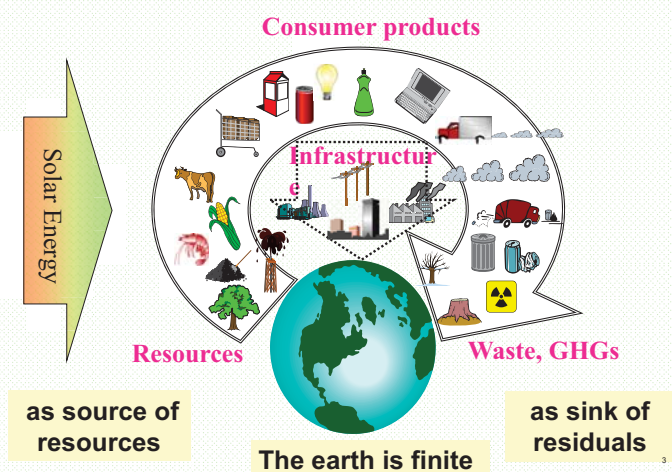 Consumer products
Infrastructur
e
Solar Energy
Resources
Waste, GHGs
as source of
resources
as sink of
residuals
The earth is finite
3